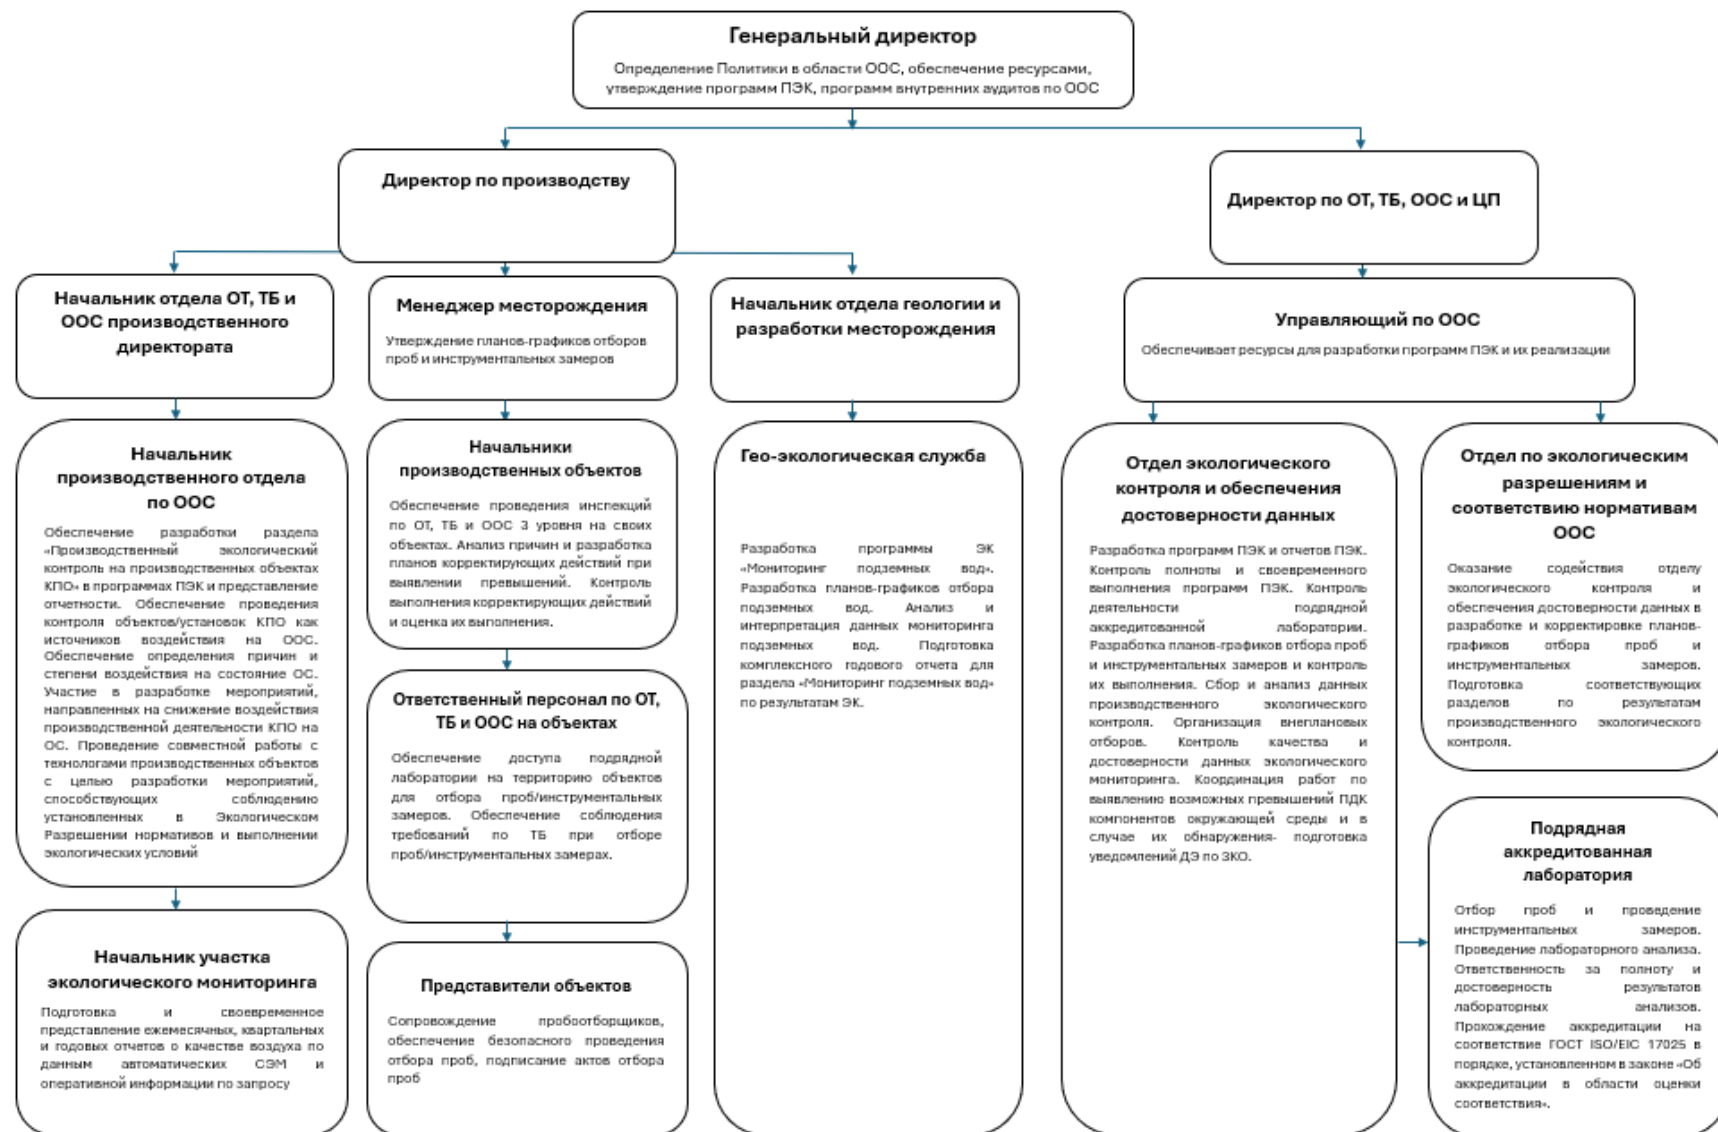 Генеральный директор
Определение Политики в области ООС, обеспечение ресурсами,
утверждение программ ПЭК, программ внутренних аудитов по ООС
Директор по производству
Директор по ОТ, ТБ, ООС и ЦП
Начальник отдела ОТ, ТБ и
ООС производственного
директората
Менеджер месторождения
Утверждение планов-графиков отборов
проб и инструментальных замеров
Начальник отдела геологии и
разработки месторождения
Управляющий по ООС
Обеспечивает ресурсы для разработки программ ПЭК и их реализации
Начальник
производственного отдела
по ООС
Обеспечение разработки раздела
«Производственный экологический
контроль на производственных объектах
КПО» в программах ПЭК и представление
отчетности. Обеспечение проведения
контроля объектов/установок КПО как
источников воздействия на ООС.
Обеспечение определения причин и
степени воздействия на состояние ОС.
Участие в разработке мероприятий,
направленных на снижение воздействия
производственной деятельности КПО на
ОС. Проведение совместной работы с
технологами производственных объектов
с целью разработки мероприятий,
способствующих соблюдению
установленных в Экологическом
Разрешении нормативов и выполнении
экологических условий
Начальник участка
экологического мониторинга
Подготовка и своевременное
представление ежемесячных, квартальных
и годовых отчетов о качестве воздуха по
данным автоматических СЭМ и
оперативной информации по запросу
Начальники
производственных объектов
Обеспечение проведения инспекций
по ОТ, ТБ и ООС 3 уровня на своих
объектах. Анализ причин и разработка
планов корректирующих действий при
выявлении превышений. Контроль
выполнения корректирующих действий
и оценка их выполнения.
Ответственный персонал по ОТ,
ТБ и ООС на объектах
Обеспечение доступа подрядной
лаборатории на территорию объектов
для отбора проб/инструментальных
замеров. Обеспечение соблюдения
требований по ТБ при отборе
проб/инструментальных замерах.
Представители объектов
Сопровождение пробоотборщиков,
обеспечение безопасного проведения
отбора проб, подписание актов отбора
проб
Гео-экологическая служба
Разработка программы ЭК
«Мониторинг подземных вод».
Разработка планов-графиков отбора
подземных вод. Анализ и
интерпретация данных мониторинга
подземных вод. Подготовка
комплексного годового отчета для
раздела «Мониторинг подземных вод»
по результатам ЭК.
Отдел экологического
контроля и обеспечения
достоверности данных
Разработка программ ПЭК и отчетов ПЭК.
Контроль полноты и своевременного
выполнения программ ПЭК. Контроль
деятельности подрядной
аккредитованной лаборатории.
Разработка планов-графиков отбора проб
и инструментальных замеров и контроль
их выполнения. Сбор и анализ данных
производственного экологического
контроля. Организация внеплановых
отборов. Контроль качества и
достоверности данных экологического
мониторинга. Координация работ по
выявлению возможных превышений ПДК
компонентов окружающей среды и в
случае их обнаружения- подготовка
уведомлений ДЭ по ЗКО.
Отдел по экологическим
разрешениям и
соответствию нормативам
ООС
Оказание содействия отделу
экологического контроля и
обеспечения достоверности данных в
разработке и корректировке планов-
графиков отбора проб и
инструментальных замеров.
Подготовка соответствующих
разделов по результатам
производственного экологического
контроля.
Подрядная
аккредитованная
лаборатория
Отбор проб и проведение
инструментальных замеров.
Проведение лабораторного анализа.
Ответственность за полноту и
достоверность результатов
лабораторных анализов.
Прохождение аккредитации на
соответствие ГОСТ ISO/EIC 17025 в
порядке, установленном в законе «Об
аккредитации в области оценки
соответствия».